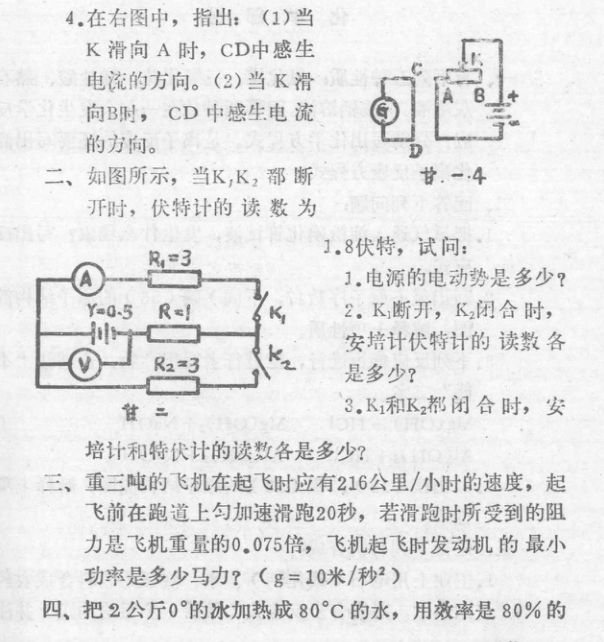 4.在右图中，指出：(1)当
K 滑向 A 时，CD中感生
电流的方向。(2)当 K滑
向B时，CD中感生电流
的方向。
C
D
G
A
K
B
+
-
甘 一4
二、如图所示，当K₁K₂ 都断
开时，伏特计的读数为
1.8伏特，试问：
A
R₁=3
γ=0.5
R=1
K₁
V
R₂=3
K₂
甘 二
1.电源的电动势是多少？
2. K₁断开，K₂闭合时，
安培计伏特计的读数各
是多少？
3.K₁和K₂都闭合时，安
培计和特伏计的读数各是多少？
三、重三吨的飞机在起飞时应有216公里/小时的速度，起
飞前在跑道上匀加速滑跑20秒，若滑跑时所受到的阻
力是飞机重量的0.075倍，飞机起飞时发动机的最小
功率是多少马力？(g=10米/秒²)
四、把2公斤0°的冰加热成80°C的水，用效率是80%的